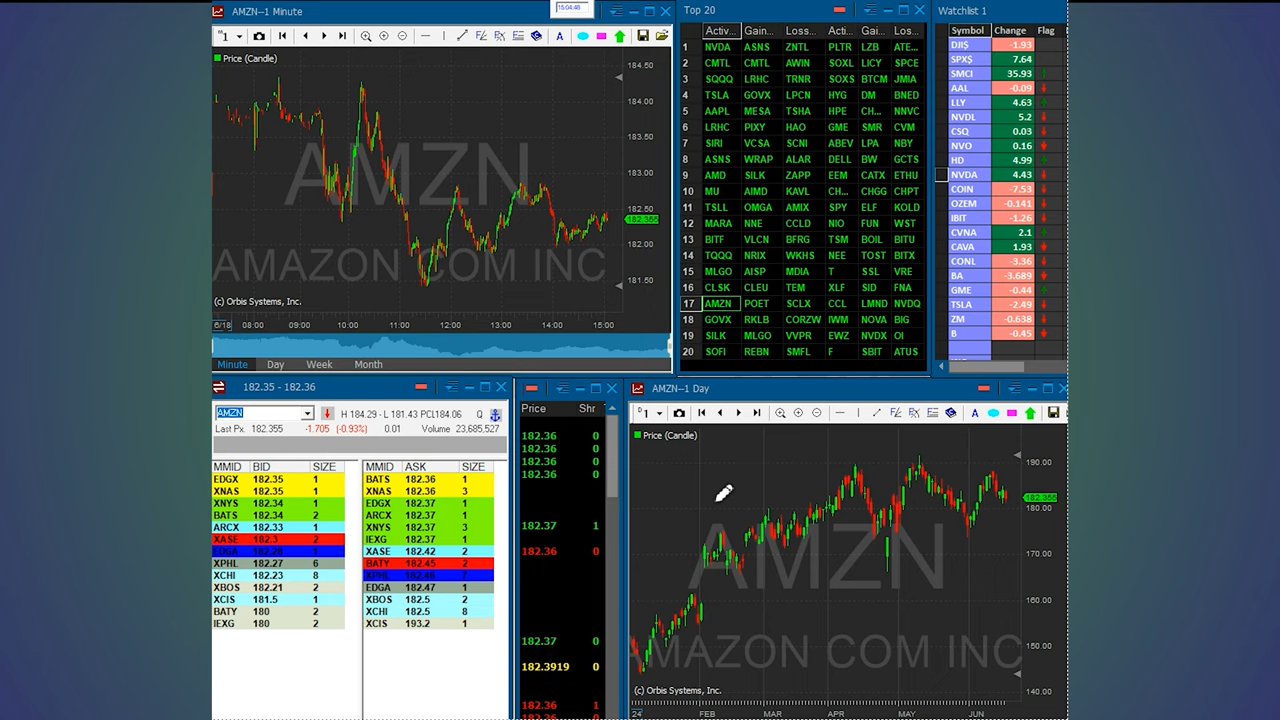 AMZN--1 Minute
15:04:48
Top 20
Watchlist 1
1
Price (Candle)
184.50
184.00
183.50
183.00
182.50
182.355
182.00
181.50
AMZN
AMAZON COM INC
(c) Orbis Systems, Inc.
6/18 08:00 09:00 10:00 11:00 12:00 13:00 14:00 15:00
Minute Day Week Month
Activ... Gain... Loss... Acti... Gai... Los...
1 NVDA ASNS ZNTL PLTR LZB ATE...
2 CMTL CMTL AWIN SOXL LICY SPCE
3 SQQQ LRHC TRNR SOXS BTCM JMIA
4 TSLA GOVX LPCN HYG DM BNED
5 AAPL MESA TSHA HPE CH... NNVC
6 LRHC PIXY HAO GME SMR CVM
7 SIRI VCSA SCNI ABEV LPA NBY
8 ASNS WRAP ALAR DELL BW GCTS
9 AMD SILK ZAPP EEM CATX ETHU
10 MU AIMD KAVL CH... CHGG CHPT
11 TSLL OMGA AMIX SPY ELF KOLD
12 MARA NNE CCLD NIO FUN WST
13 BITF VLCN BFRG TSM BOIL BITU
14 TQQQ NRIX WKHS NEE TOST BITX
15 MLGO AISP MDIA T SSL VRE
16 CLSK CLEU TEM XLF SID FNA
17 AMZN POET SCLX CCL LMND NVDQ
18 GOVX RKLB CORZW IWM NOVA BIG
19 SILK MLGO VVPR EWZ NVDX OI
20 SOFI REBN SMFL F SBIT ATUS
Symbol Change Flag
DJI$ -1.93
SPX$ 7.64
SMCI 35.93
AAL -0.09
LLY 4.63
NVDL 5.2
CSQ 0.03
NVO 0.16
HD 4.99
NVDA 4.43
COIN -7.53
OZEM -0.141
IBIT -1.26
CVNA 2.1
CAVA 1.93
CONL -3.36
BA -3.689
GME -0.44
TSLA -2.49
ZM -0.638
B -0.45
182.35 - 182.36
AMZN H 184.29 - L 181.43 PCl184.06 Q
Last Px. 182.355 -1.705 (-0.93%) 0.01 Volume 23,685,527
MMID BID SIZE MMID ASK SIZE
EDGX 182.35 1 BATS 182.36 1
XNAS 182.35 1 XNAS 182.36 3
XNYS 182.34 1 EDGX 182.37 1
BATS 182.34 2 ARCX 182.37 1
ARCX 182.33 1 XNYS 182.37 3
XASE 182.3 2 IEXG 182.37 1
EDGA 182.28 1 XASE 182.42 2
XPHL 182.27 6 BATY 182.45 2
XCHI 182.23 8 XPHL 182.46
XBOS 182.21 2 EDGA 182.47 1
XCIS 181.5 1 XBOS 182.5 2
BATY 180 2 XCHI 182.5 8
IEXG 180 2 XCIS 193.2 1
Price Shr
182.36 0
182.36 0
182.36 0
182.36 0
182.37 1
182.36 0
182.37 0
182.3919 0
182.36 1
182.36 0
AMZN--1 Day
D 1
Price (Candle)
190.00
182.355
180.00
170.00
160.00
150.00
140.00
AMZN
AMAZON COM INC
(c) Orbis Systems, Inc.
24 FEB MAR APR MAY JUN